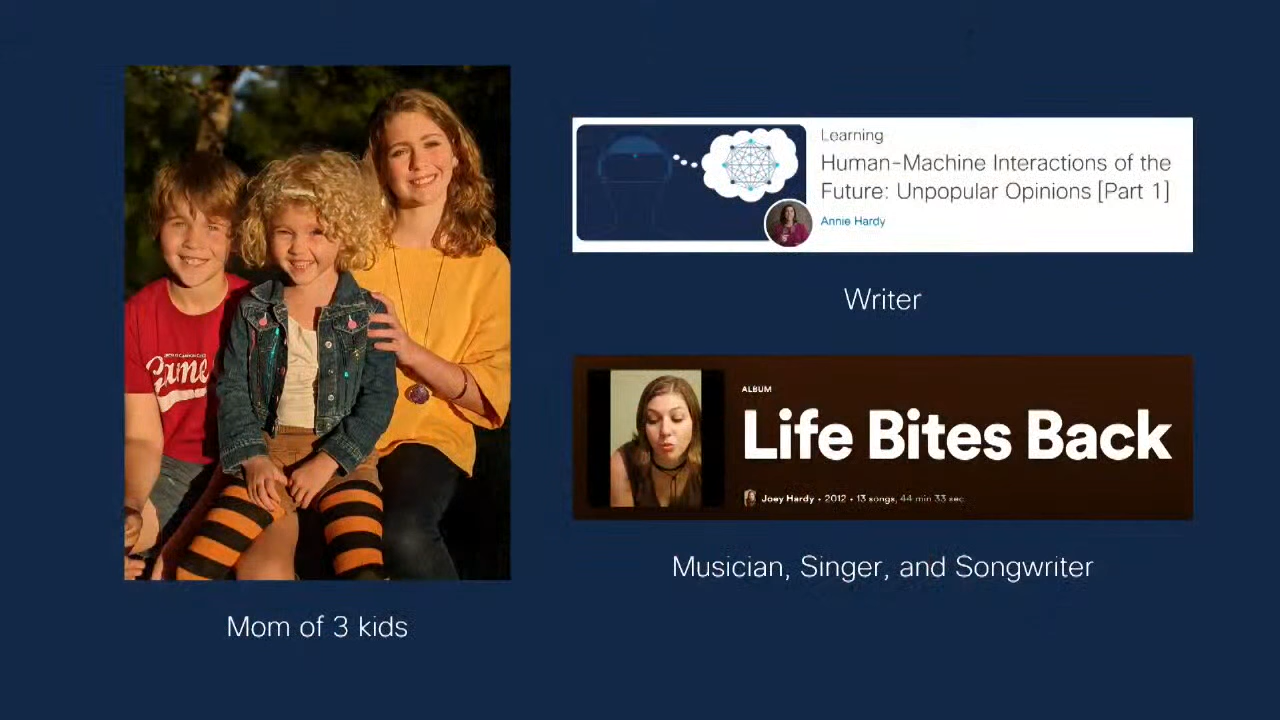 Game
Mom of 3 kids
Learning
Human-Machine Interactions of the
Future: Unpopular Opinions [Part 1]
Annie Hardy
Writer
ALBUM
Life Bites Back
Joey Hardy • 2012 • 13 songs, 44 min 33 sec
Musician, Singer, and Songwriter